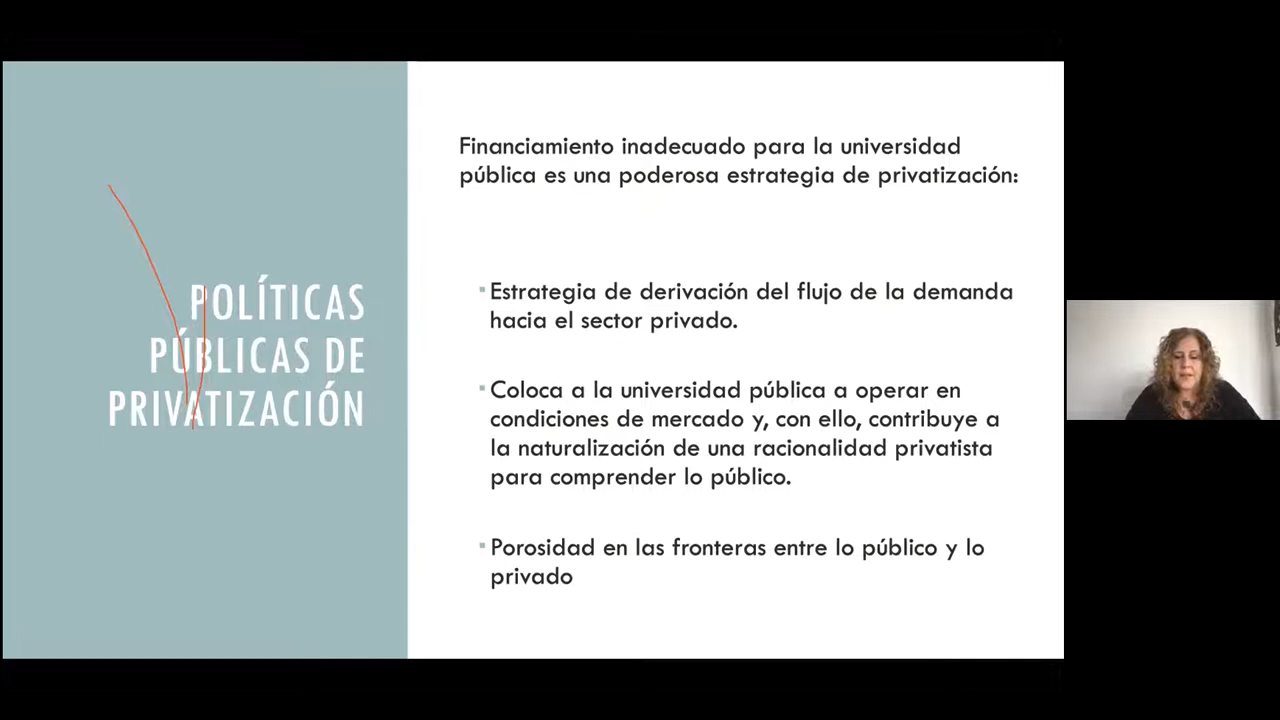 POLÍTICAS
PÚBLICAS DE
PRIVATIZACIÓN
Financiamiento inadecuado para la universidad
pública es una poderosa estrategia de privatización:
Estrategia de derivación del flujo de la demanda
hacia el sector privado.
Coloca a la universidad pública a operar en
condiciones de mercado y, con ello, contribuye a
la naturalización de una racionalidad privatista
para comprender lo público.
Porosidad en las fronteras entre lo público y lo
privado